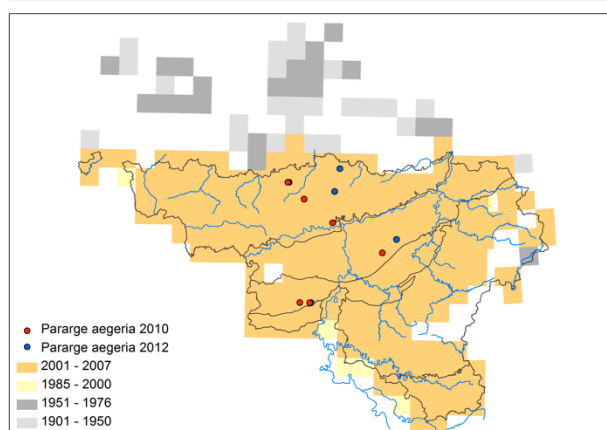 Pararge aegeria 2010
Pararge aegeria 2012
2001 - 2007
1985 - 2000
1951 - 1976
1901 - 1950